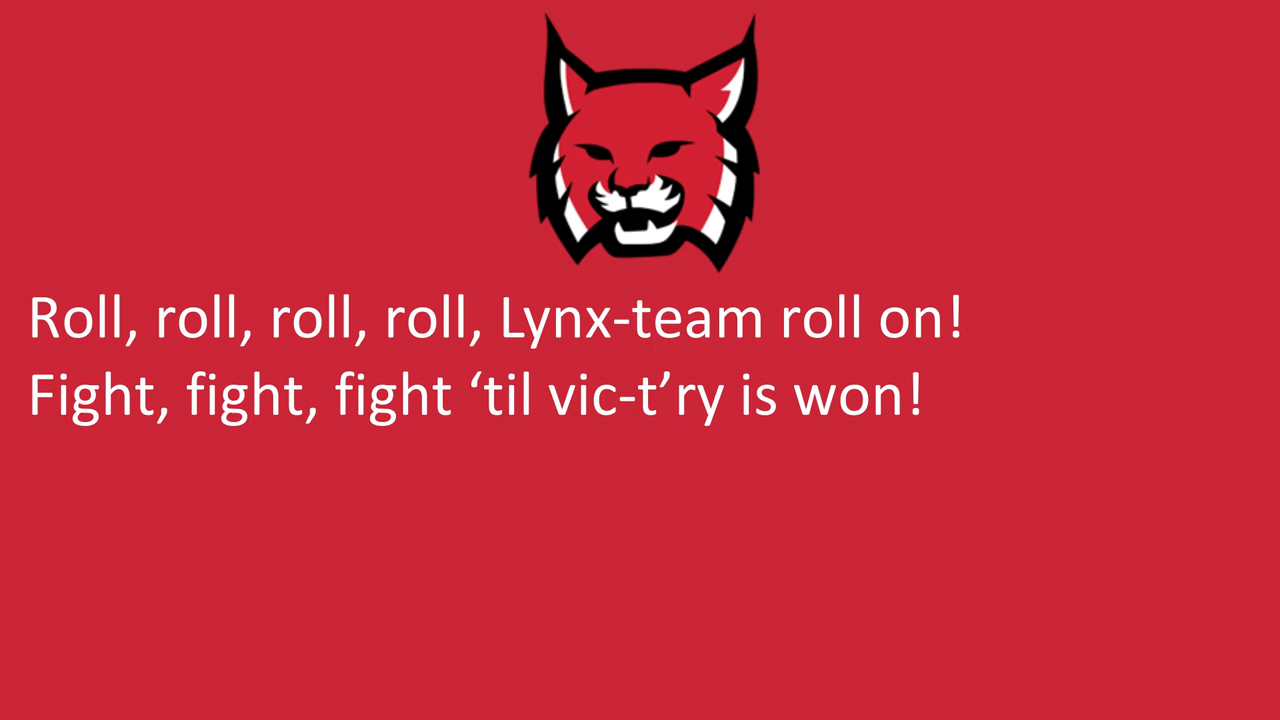 Roll, roll, roll, roll, Lynx-team roll on!
Fight, fight, fight ‘til vic-t’ry is won!